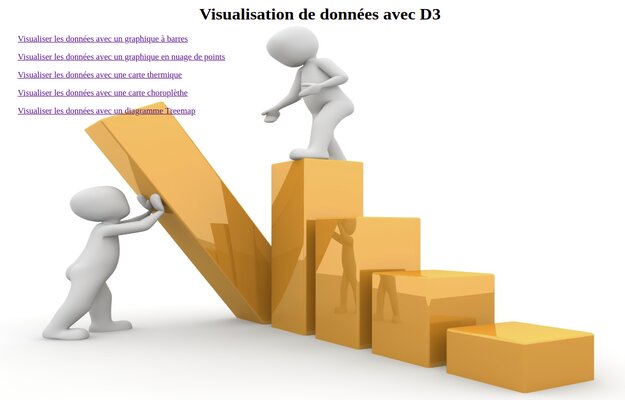 Visualisation de données avec D3
Visualiser les données avec un graphique à barres
Visualiser les données avec un graphique en nuage de points
Visualiser les données avec une carte thermique
Visualiser les données avec une carte choroplèthe
Visualiser les données avec un diagramme Treemap